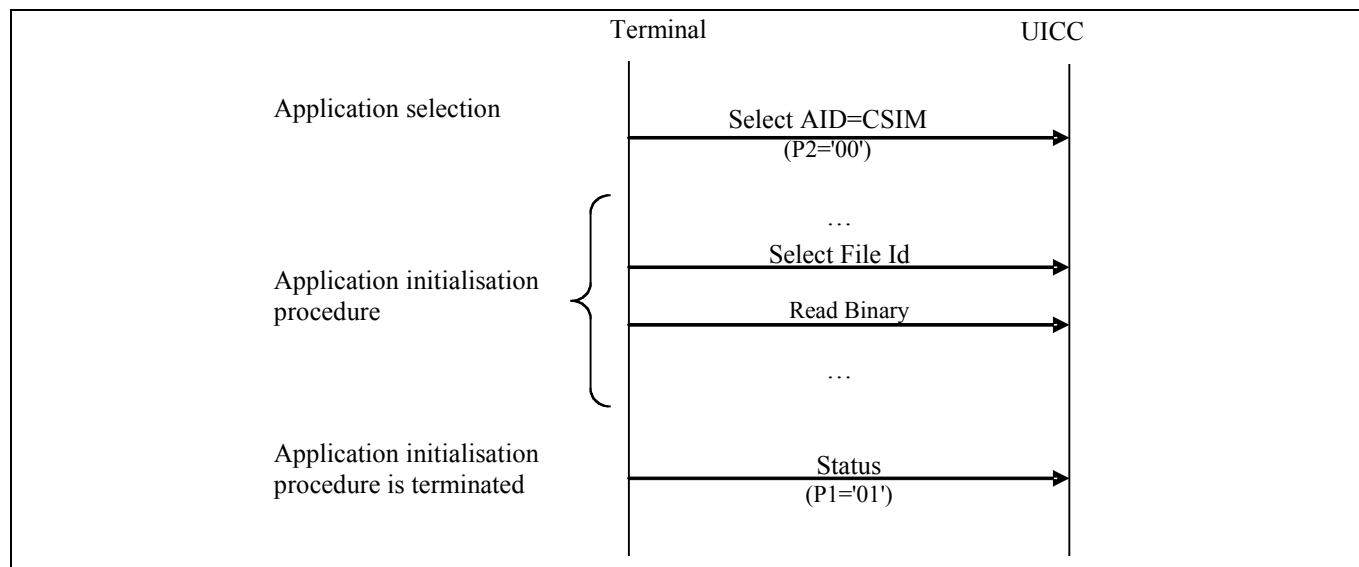 Terminal UICC
Application selection
Select AID=CSIM
(P2='00')
…
Select File Id
Application initialisation
procedure
Read Binary
…
Application initialisation
procedure is terminated
Status
(P1='01')